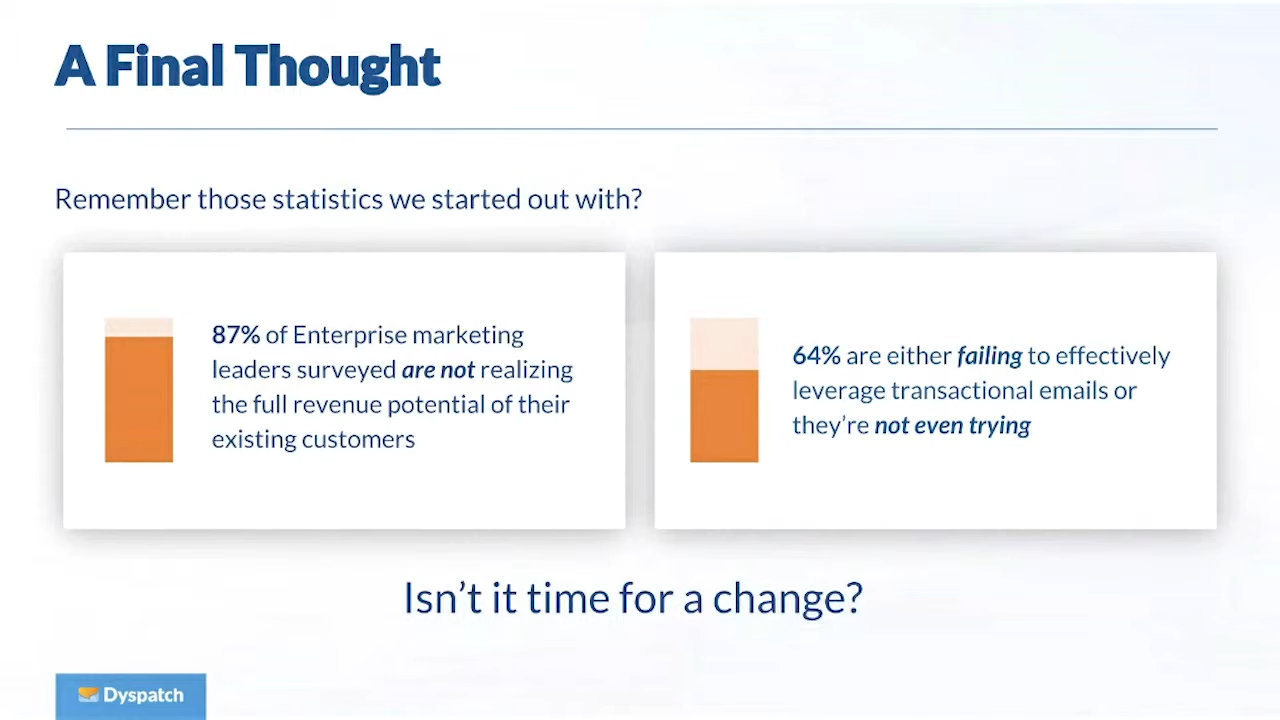 A Final Thought
Remember those statistics we started out with?
87% of Enterprise marketing
leaders surveyed are not realizing
the full revenue potential of their
existing customers
64% are either failing to effectively
leverage transactional emails or
they’re not even trying
Isn’t it time for a change?
Dyspatch